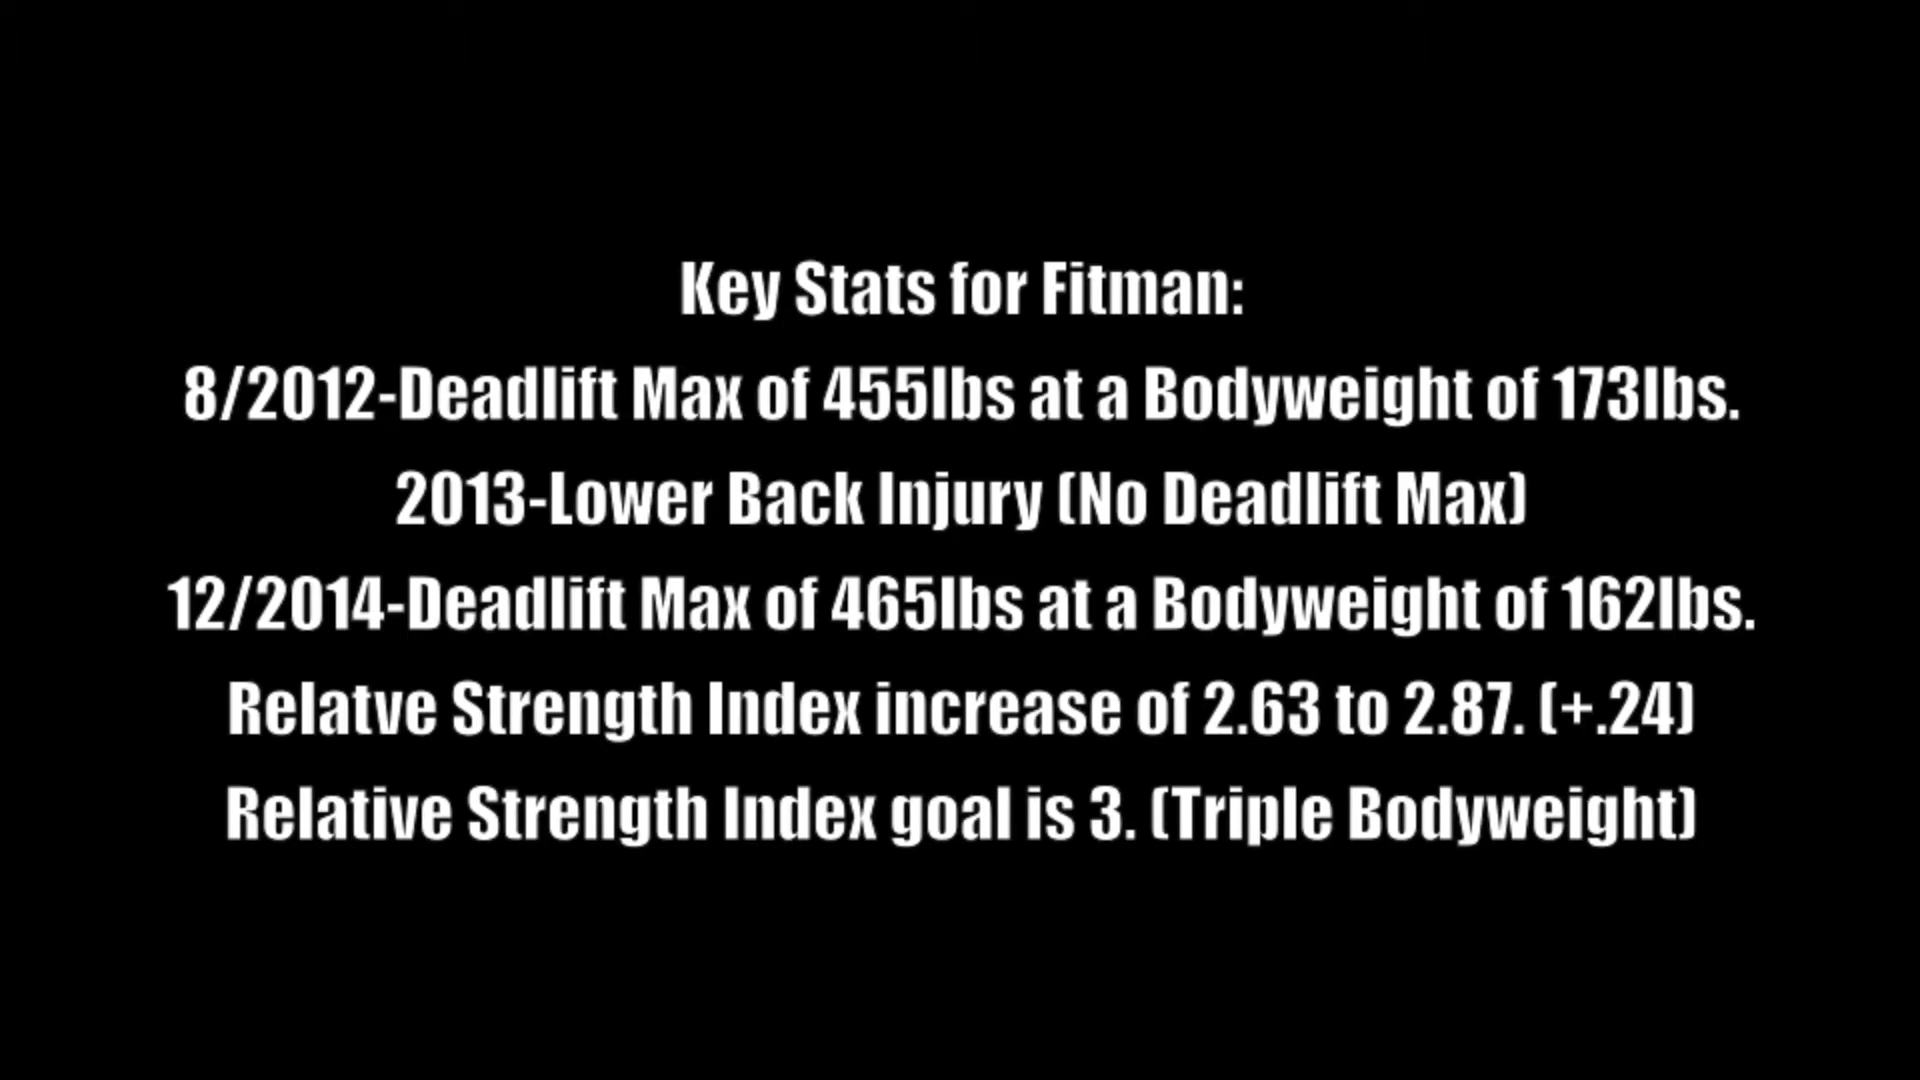 Key Stats for Fitman:
8/2012-Deadlift Max of 455lbs at a Bodyweight of 173lbs.
2013-Lower Back Injury (No Deadlift Max)
12/2014-Deadlift Max of 465lbs at a Bodyweight of 162lbs.
Relatve Strength Index increase of 2.63 to 2.87. (+.24)
Relative Strength Index goal is 3. (Triple Bodyweight)